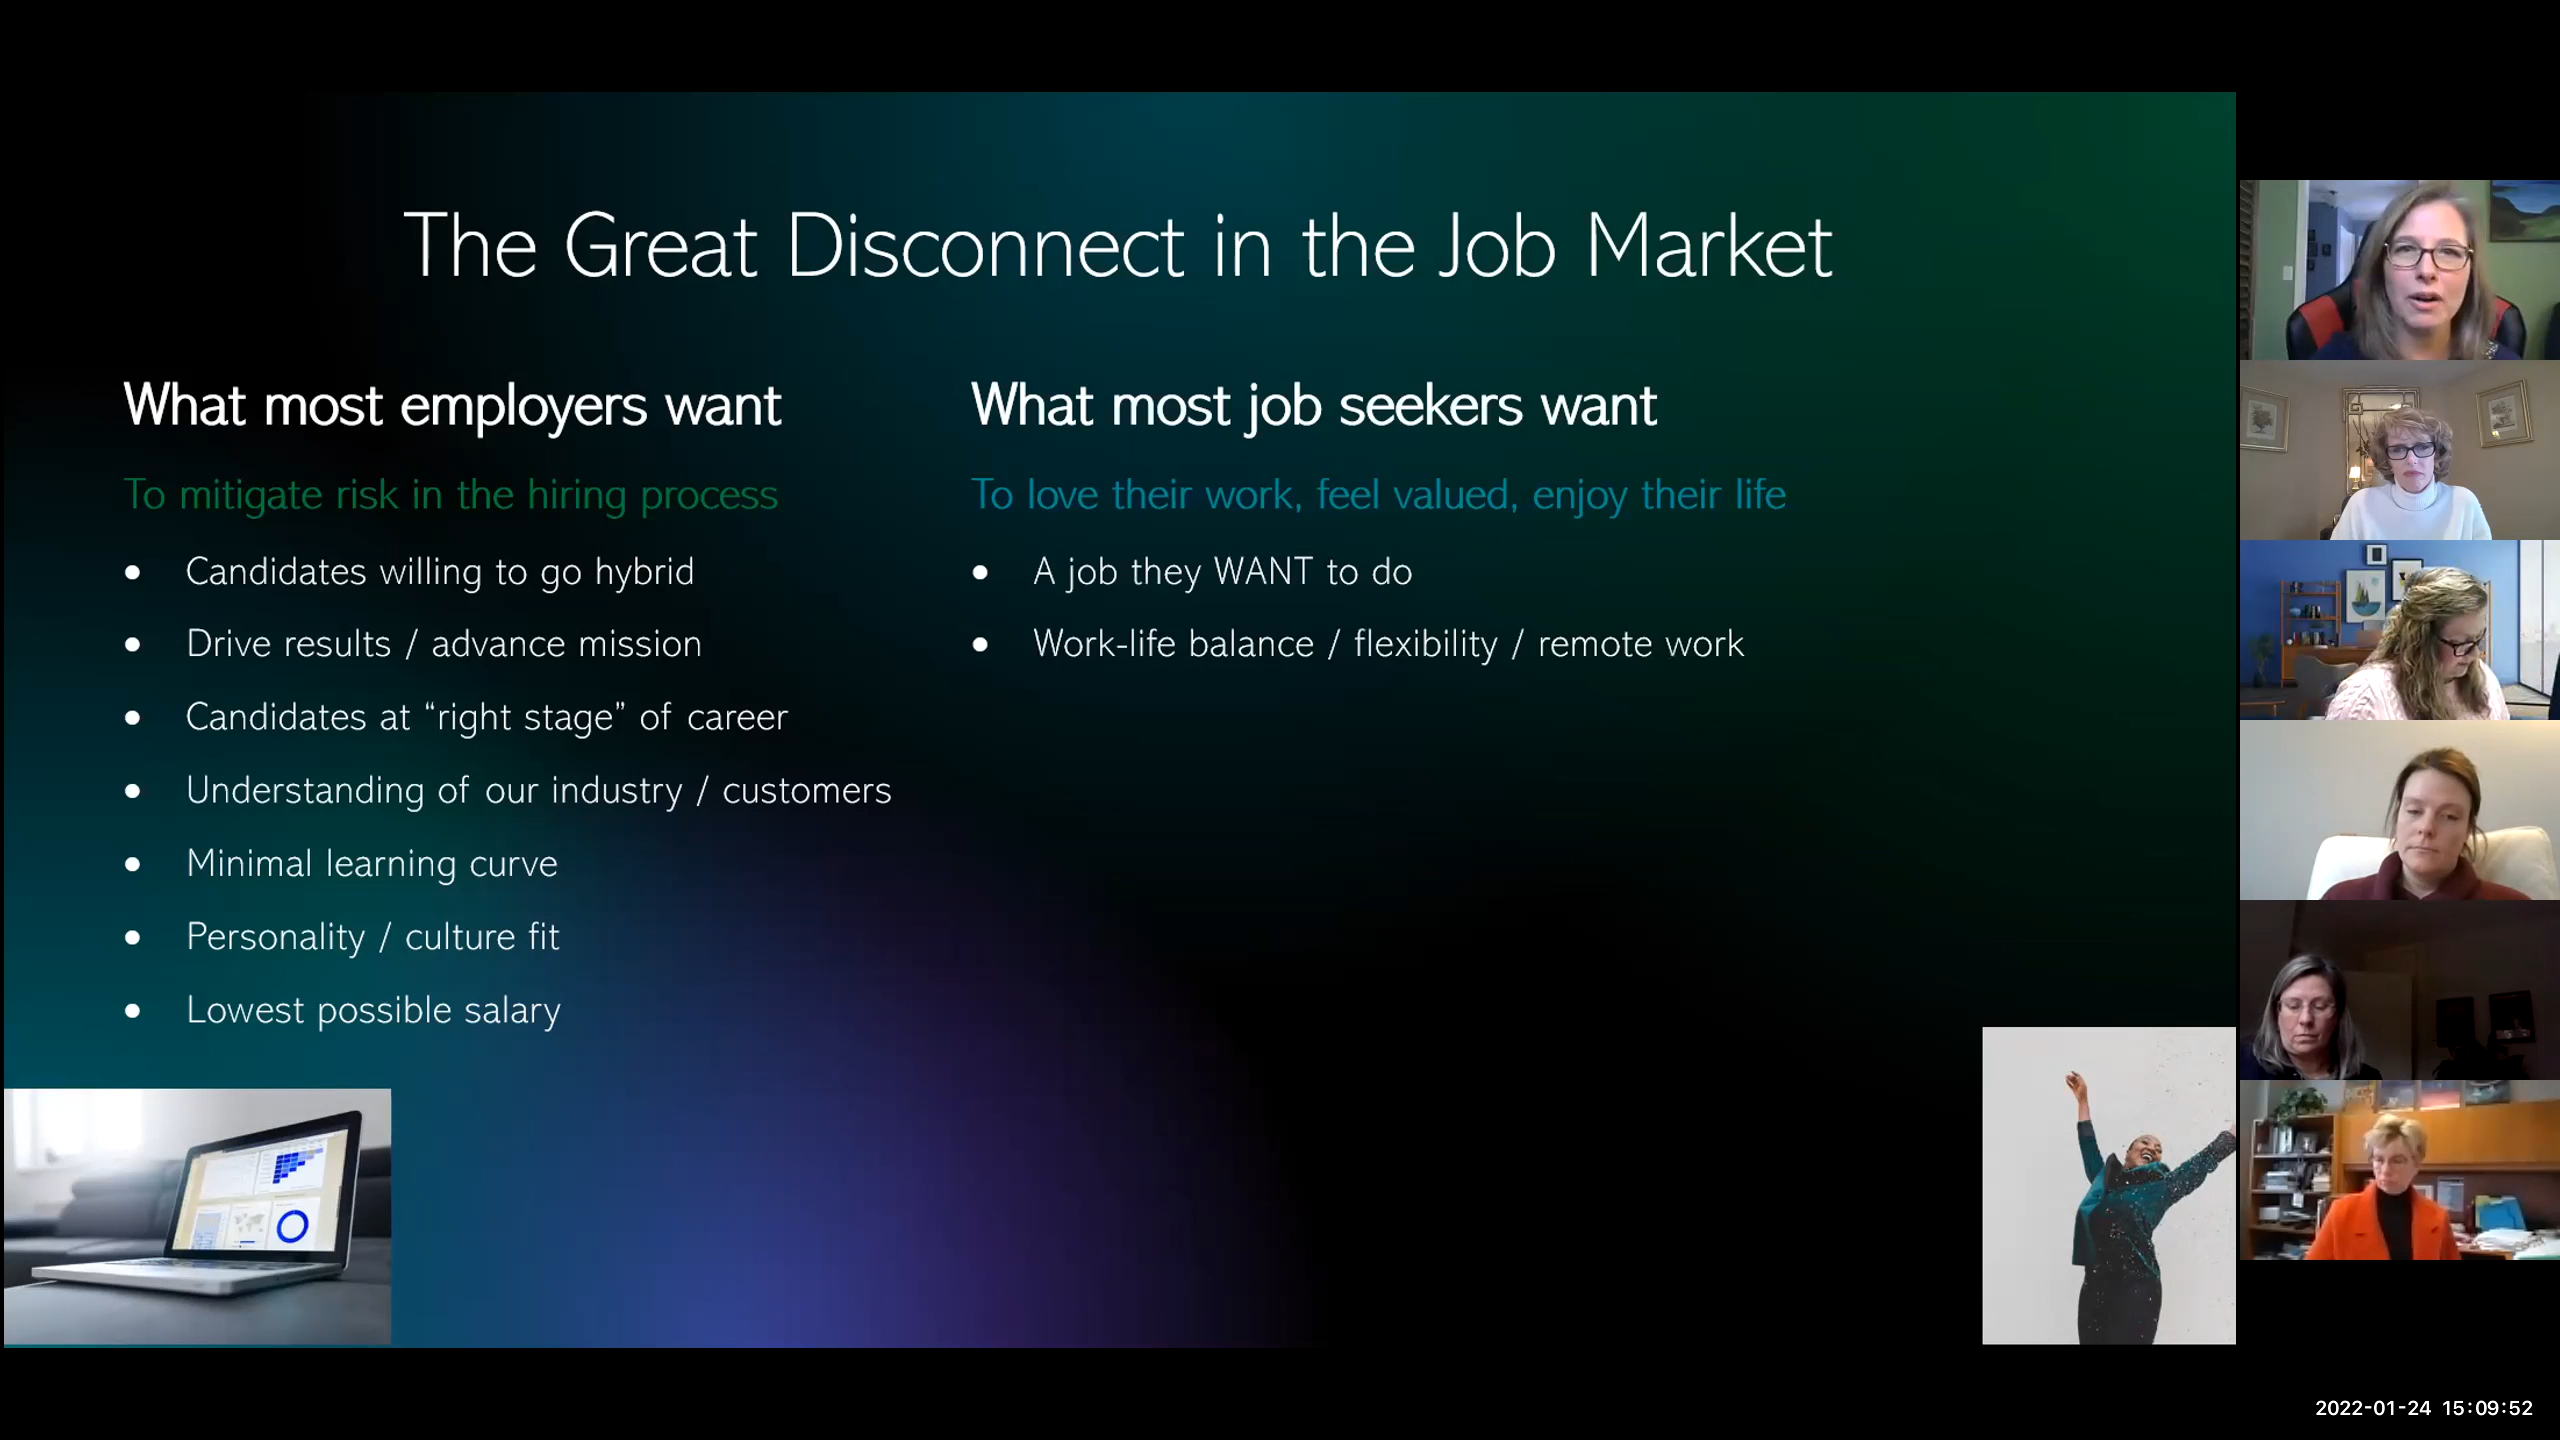 The Great Disconnect in the Job Market
What most employers want
To mitigate risk in the hiring process
● Candidates willing to go hybrid
● Drive results / advance mission
● Candidates at “right stage” of career
● Understanding of our industry / customers
● Minimal learning curve
● Personality / culture fit
● Lowest possible salary
What most job seekers want
To love their work, feel valued, enjoy their life
● A job they WANT to do
● Work-life balance / flexibility / remote work
2022-01-24 15:09:52